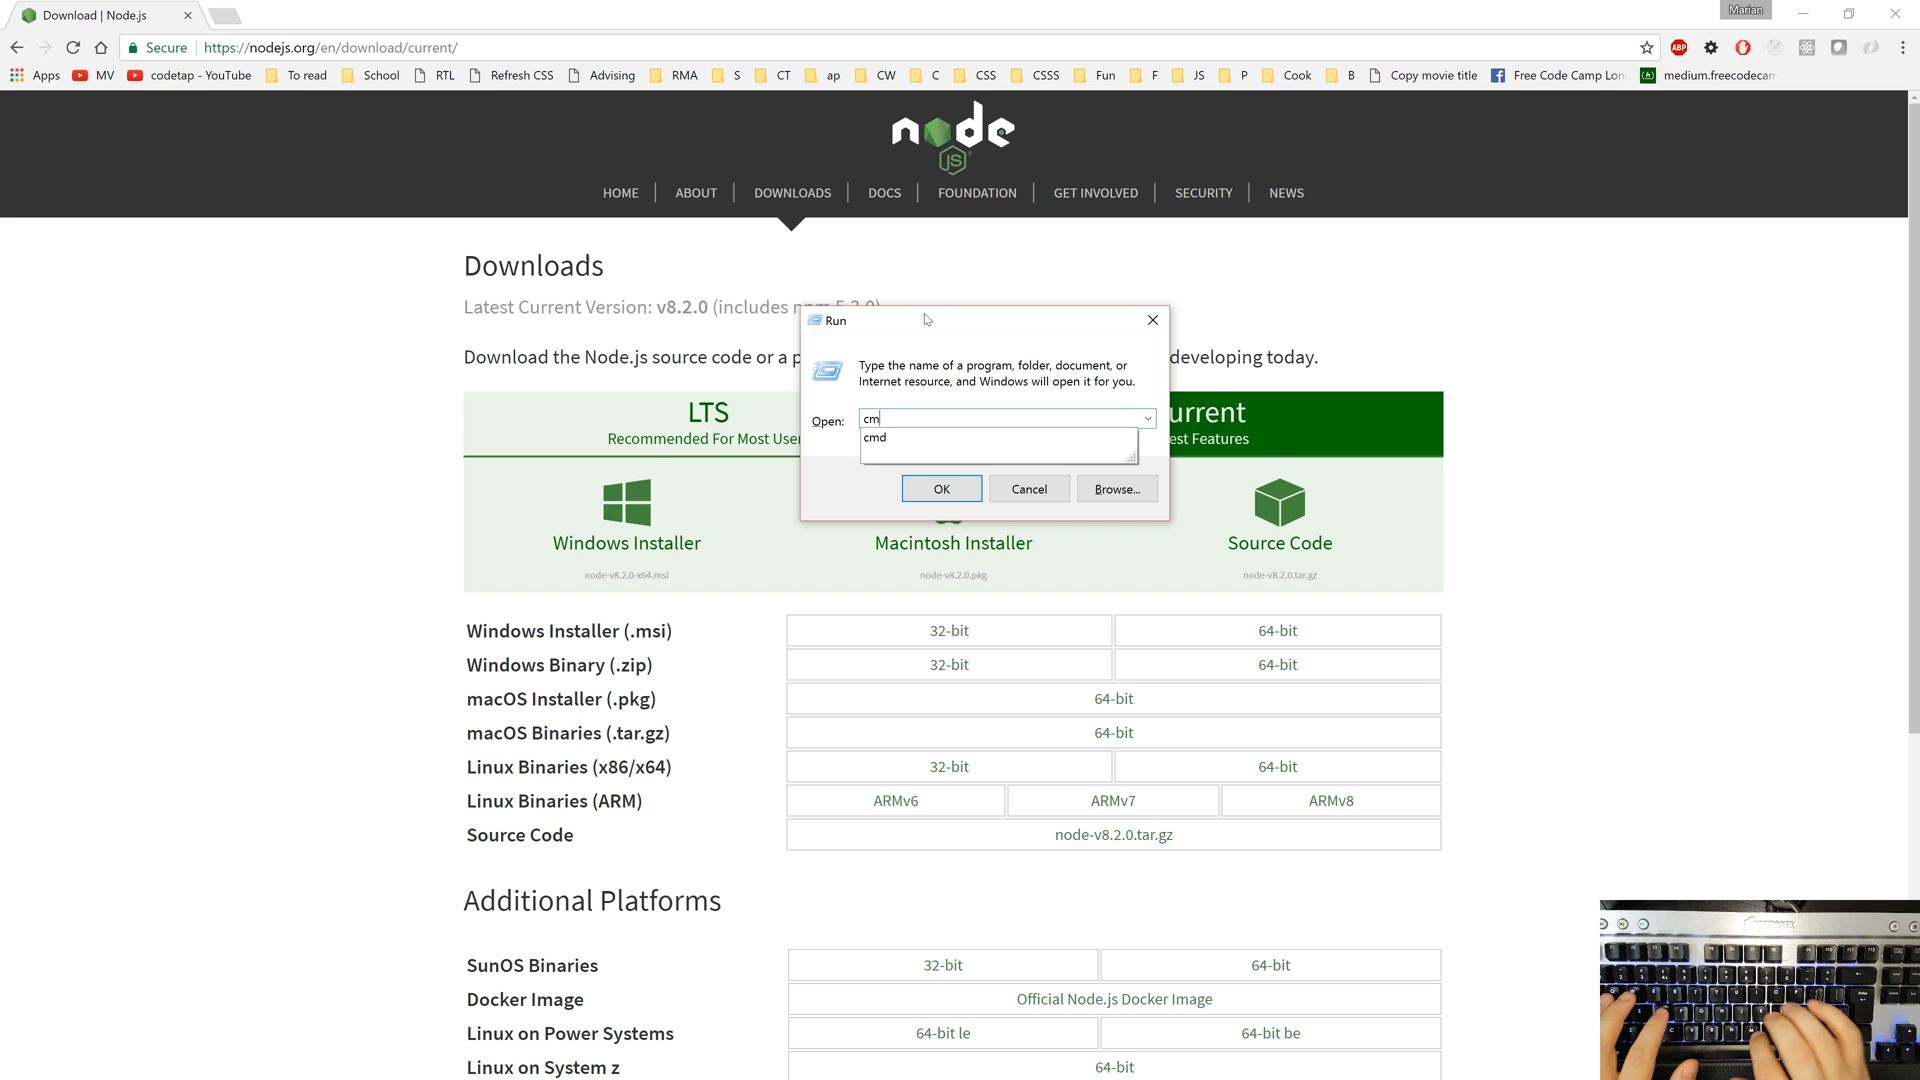 Download | Node.js
Marian
Secure
https://nodejs.org/en/download/current/
ABP
Apps
MV
codetap - YouTube
To read
School
RTL
Refresh CSS
Advising
RMA
S
CT
ap
CW
C
CSS
CSSS
Fun
F
JS
P
Cook
B
Copy movie title
Free Code Camp Lon
medium.freecodecam
node
JS
HOME
ABOUT
DOWNLOADS
DOCS
FOUNDATION
GET INVOLVED
SECURITY
NEWS
Downloads
Latest Current Version: v8.2.0 (includes npm 5.3.0)
Download the Node.js source code or a p
developing today.
LTS
Recommended For Most User
urrent
est Features
Run
Type the name of a program, folder, document, or
Internet resource, and Windows will open it for you.
Open:
cm
cmd
OK
Cancel
Browse...
Windows Installer
node-v8.2.0-x64.msi
Macintosh Installer
node-v8.2.0.pkg
Source Code
node-v8.2.0.tar.gz
Windows Installer (.msi)
32-bit
64-bit
Windows Binary (.zip)
32-bit
64-bit
macOS Installer (.pkg)
64-bit
macOS Binaries (.tar.gz)
64-bit
Linux Binaries (x86/x64)
32-bit
64-bit
Linux Binaries (ARM)
ARMv6
ARMv7
ARMv8
Source Code
node-v8.2.0.tar.gz
Additional Platforms
SunOS Binaries
32-bit
64-bit
Docker Image
Official Node.js Docker Image
Linux on Power Systems
64-bit le
64-bit be
Linux on System z
64-bit